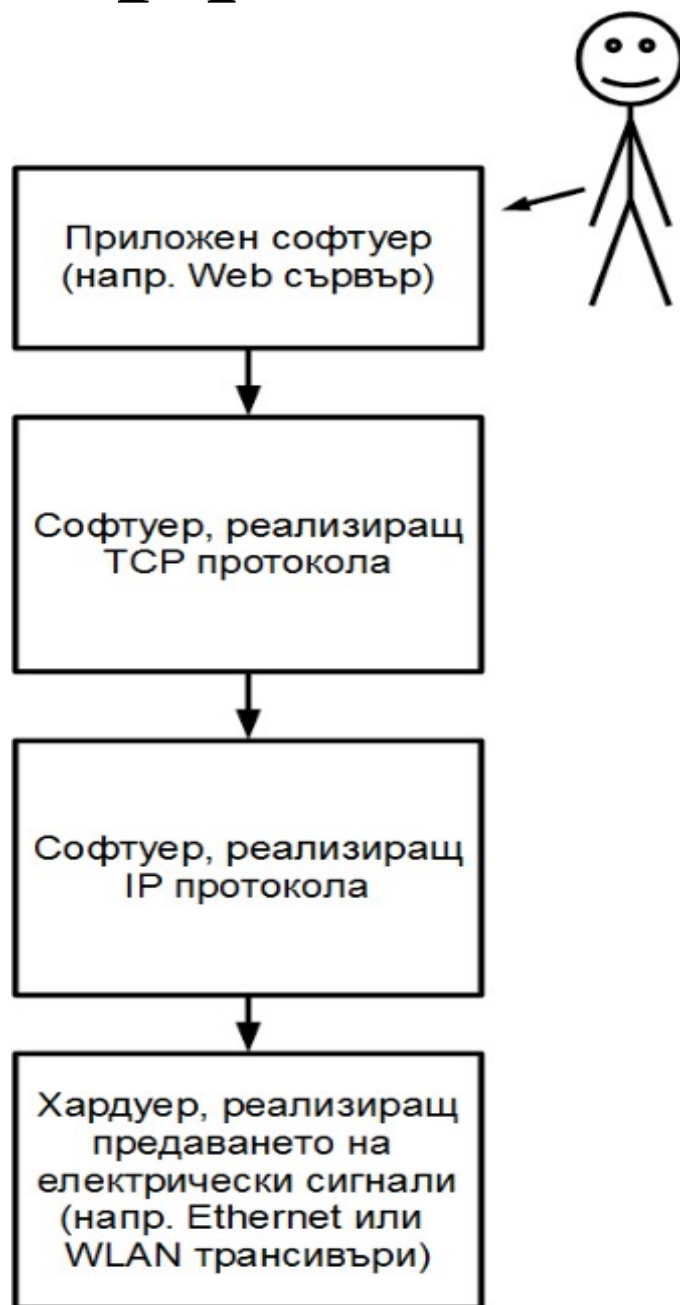 Приложен софтуер
(напр. Web сървър)
Софтуер, реализиращ
TCP протокола
Софтуер, реализиращ
IP протокола
Хардуер, реализиращ
предаването на
електрически сигнали
(напр. Ethernet или
WLAN трансивъри)